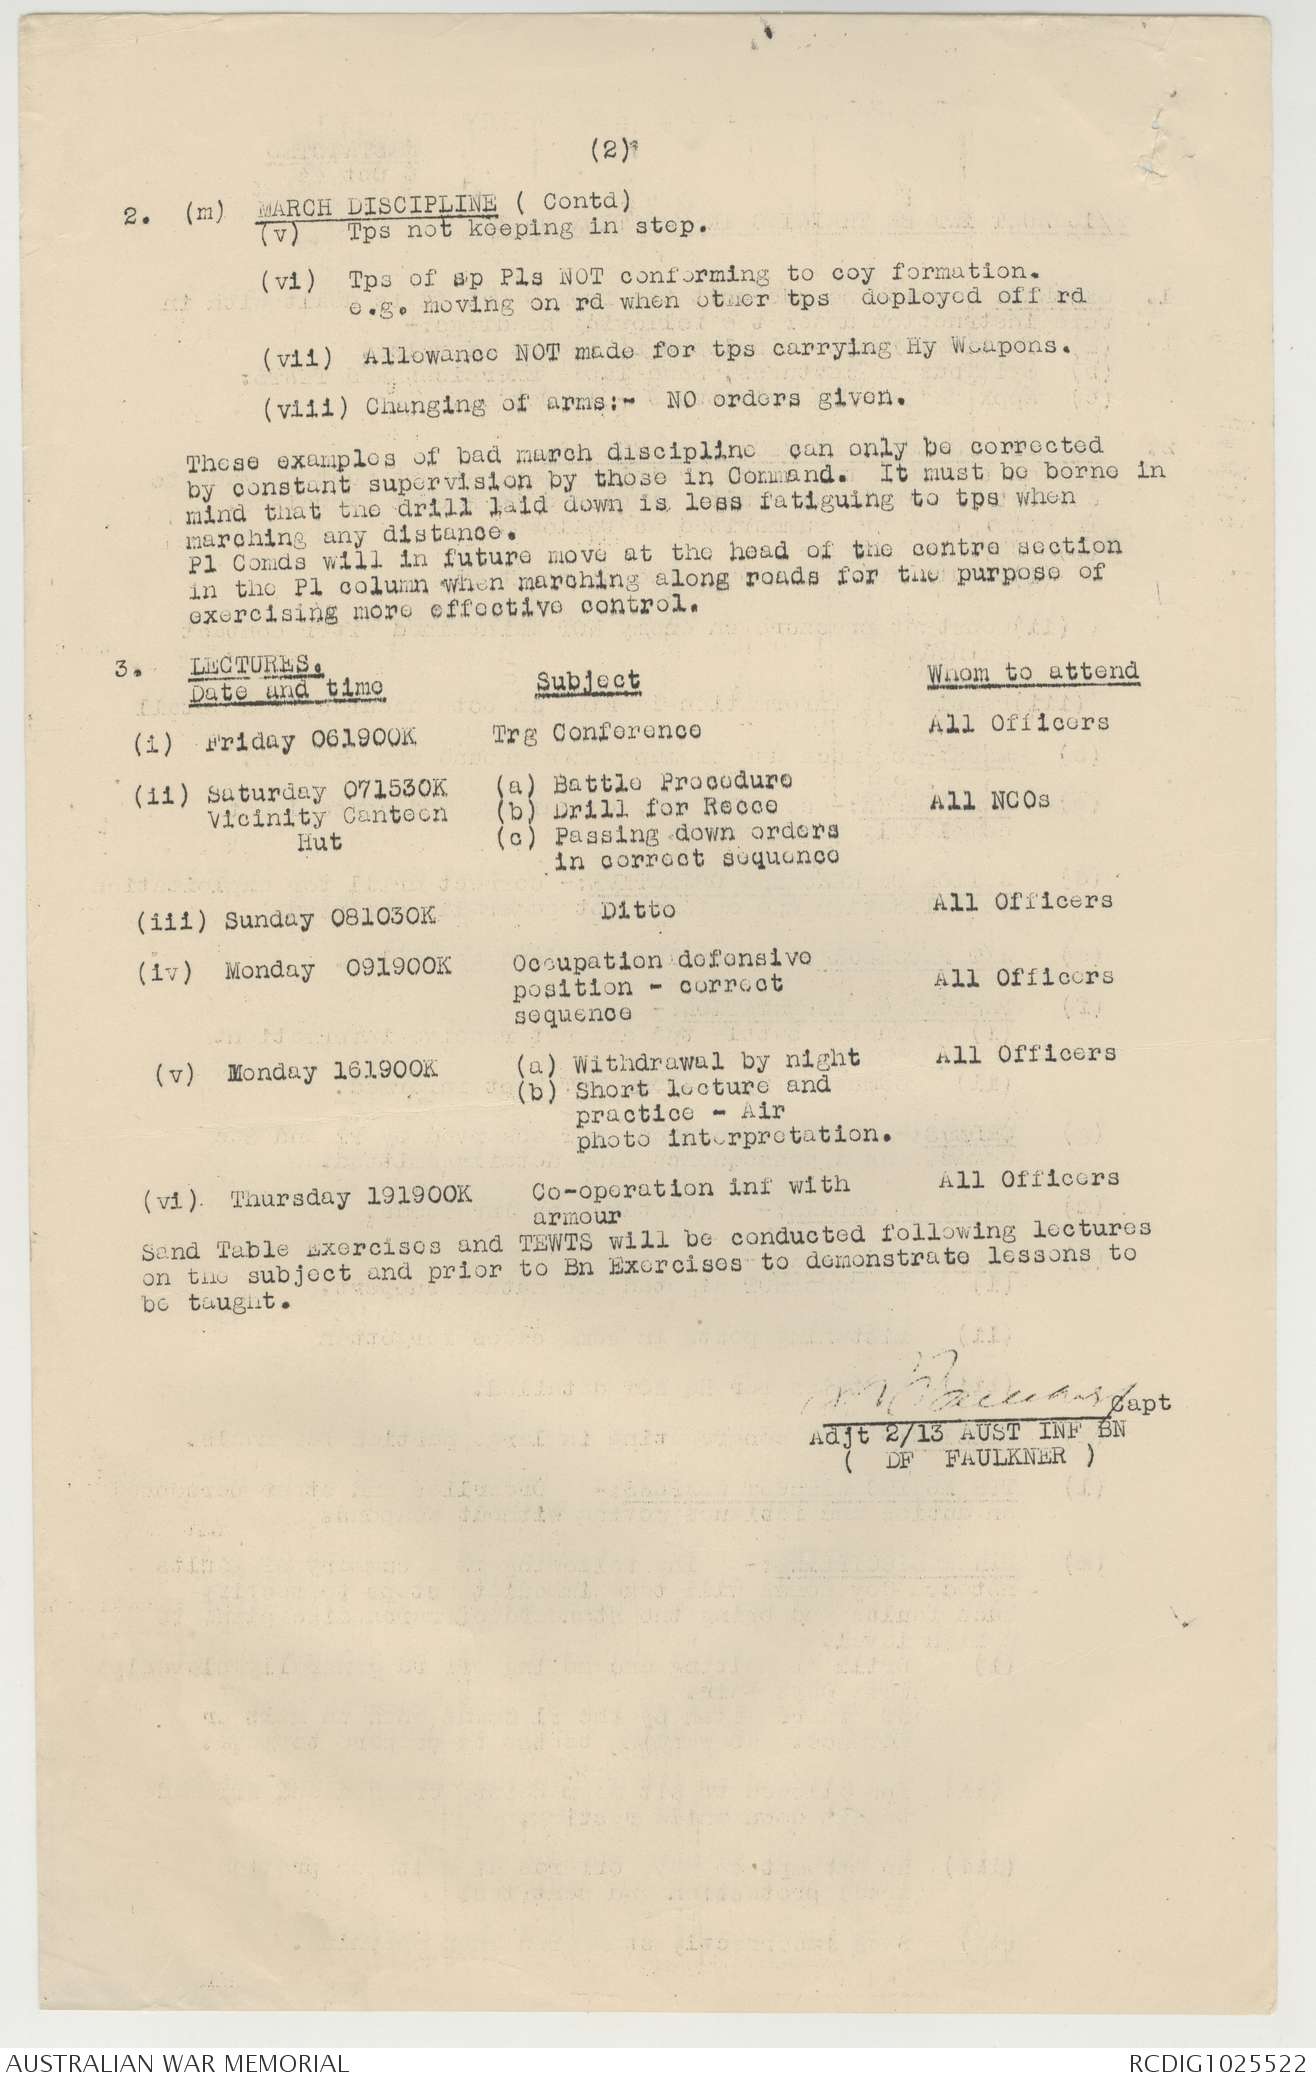 (2)
2. (m) MARCH DISCIPLINE ( Contd)
(v) Tps not keeping in step.
(vi) Tps of sp Pls NOT conforming to coy formation.
e.g. moving on rd when other tps deployed off rd
(vii) Allowance NOT made for tps carrying Hy Weapons.
(viii) Changing of arms:- NO orders given.
These examples of bad march discipline can only be corrected
by constant supervision by those in Command. It must be borne in
mind that the drill laid down is less fatiguing to tps when
marching any distance.
Pl Comds will in future move at the head of the centre section
in the Pl column when marching along roads for the purpose of
exercising more effective control.
3. LECTURES.
Date and time Subject Whom to attend
(i) Friday 061900K Trg Conference All Officers
(ii) Saturday 071530K (a) Battle Procedure
Vicinity Canteen (b) Drill for Recce All NCOs
Hut (c) Passing down orders
in correct sequence
(iii) Sunday 081030K Ditto All Officers
(iv) Monday 091900K Occupation defensive
position - correct All Officers
sequence
(v) Monday 161900K (a) Withdrawal by night All Officers
(b) Short lecture and
practice - Air
photo interpretation.
(vi) Thursday 191900K Co-operation inf with All Officers
armour
Sand Table Exercises and TEWTS will be conducted following lectures
on the subject and prior to Bn Exercises to demonstrate lessons to
be taught.
Capt
Adjt 2/13 AUST INF BN
( DF FAULKNER )
AUSTRALIAN WAR MEMORIAL RCDIG1025522